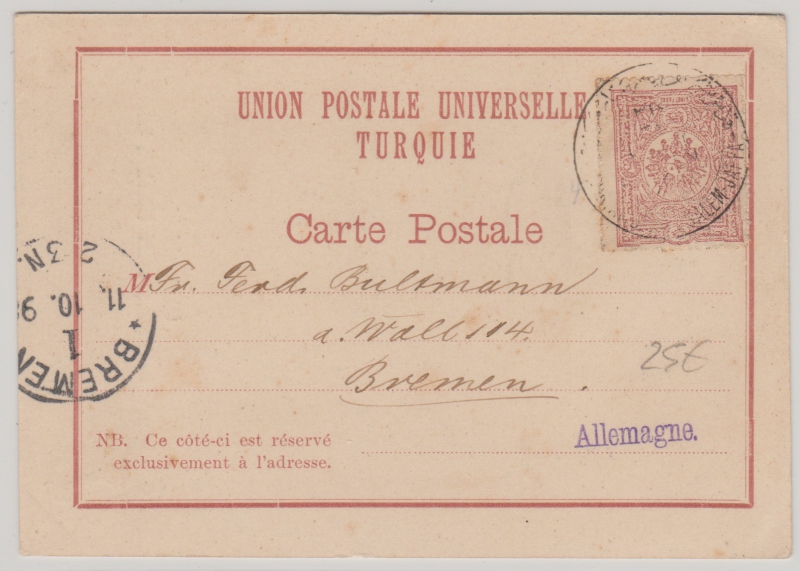 UNION POSTALE UNIVERSELLE
TURQUIE
Carte Postale
M Fr. Ferd. Bultmann
a. Wall 114.
Bremen.
25€
Allemagne.
NB. Ce côté-ci est réservé
exclusivement à l'adresse.
BREMEN
1
11. 10. 9
2-3 N.
JAFFA